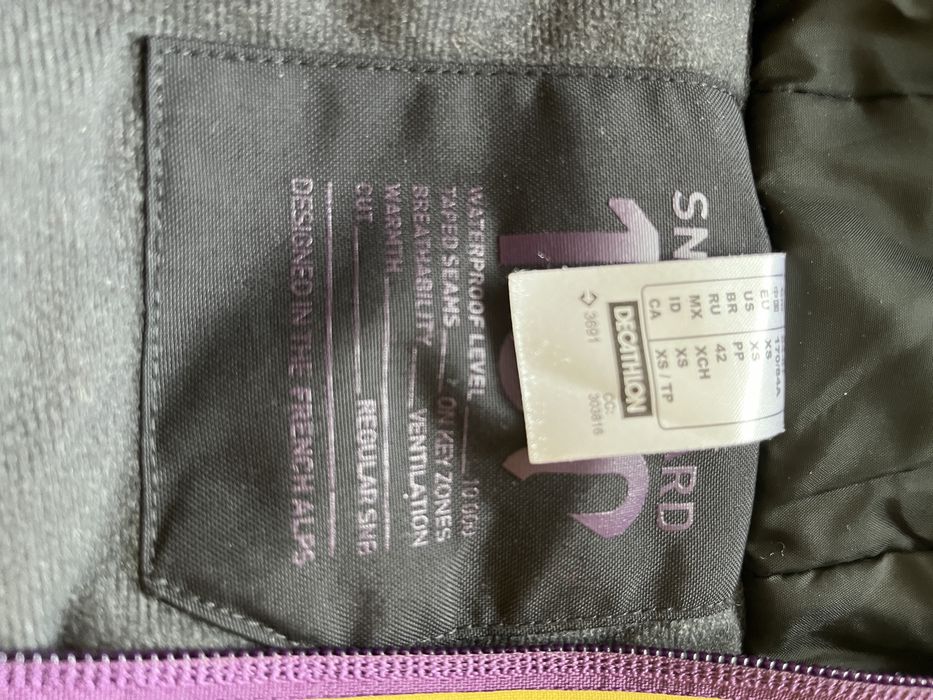 SN RD
170/84A
EU XS
US XS
BR PP
RU 42
MX XCH
ID XS
CA XS / TP
DECATHLON
3691 CC: 303816
WATERPROOF LEVEL 10 000
TAPED SEAMS ON KEY ZONES
BREATHABILITY VENTILATION
WARMTH
CUT REGULAR SNB
DESIGNED IN THE FRENCH ALPS